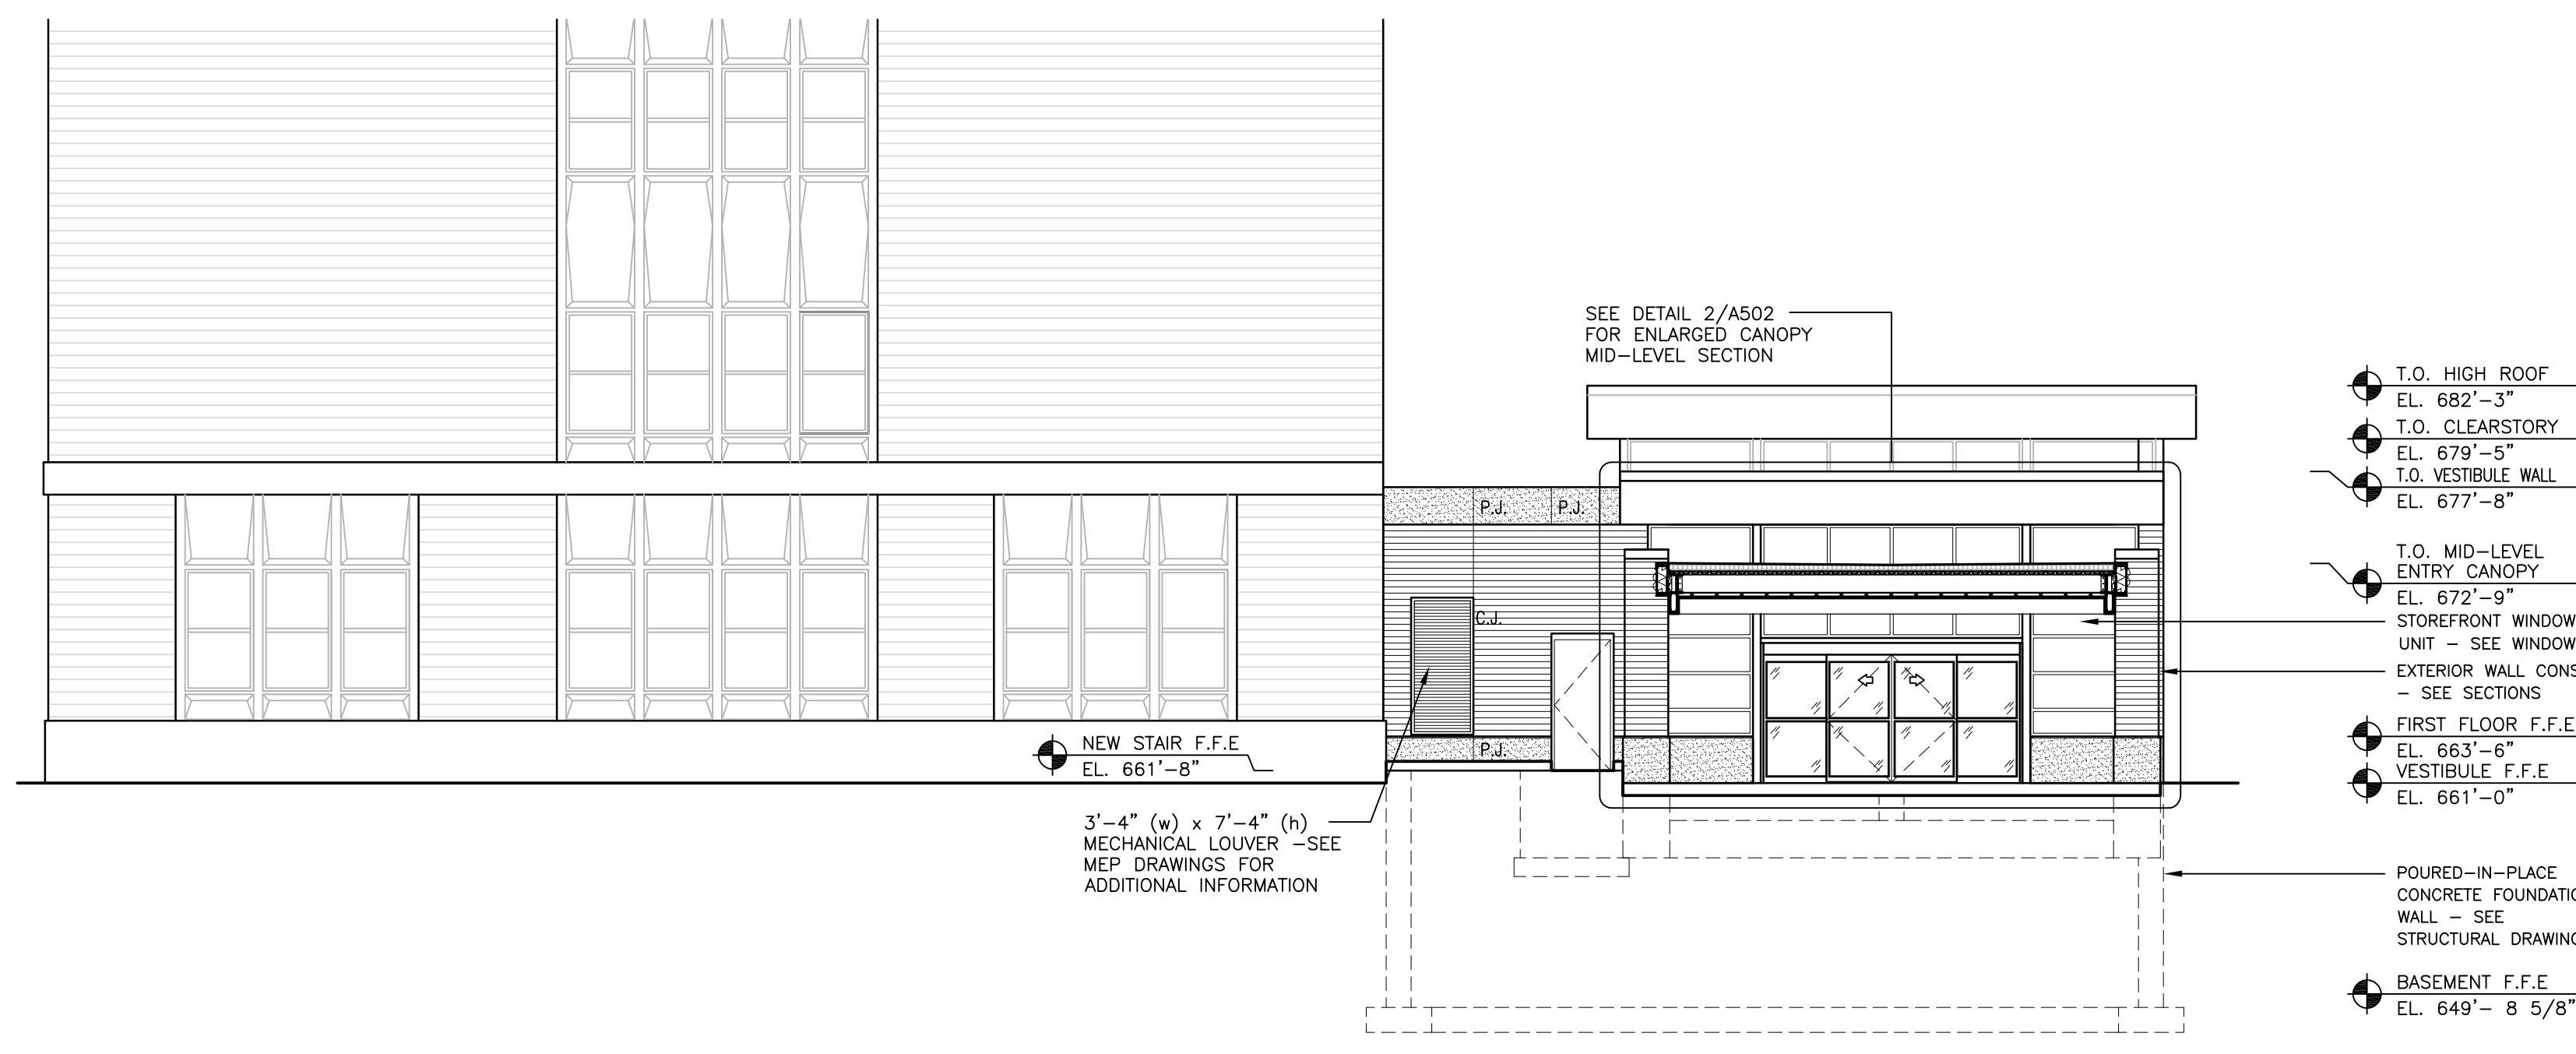 SEE DETAIL 2/A502
FOR ENLARGED CANOPY
MID-LEVEL SECTION
T.O. HIGH ROOF
EL. 682'-3"
T.O. CLEARSTORY
EL. 679'-5"
T.O. VESTIBULE WALL
EL. 677'-8"
P.J.
P.J.
T.O. MID-LEVEL
ENTRY CANOPY
EL. 672'-9"
C.J.
STOREFRONT WINDOW
UNIT - SEE WINDOW
EXTERIOR WALL CONS
- SEE SECTIONS
FIRST FLOOR F.F.E
EL. 663'-6"
P.J.
NEW STAIR F.F.E
EL. 661'-8"
VESTIBULE F.F.E
EL. 661'-0"
3'-4" (w) x 7'-4" (h)
MECHANICAL LOUVER -SEE
MEP DRAWINGS FOR
ADDITIONAL INFORMATION
POURED-IN-PLACE
CONCRETE FOUNDATIO
WALL - SEE
STRUCTURAL DRAWING
BASEMENT F.F.E
EL. 649'- 8 5/8"